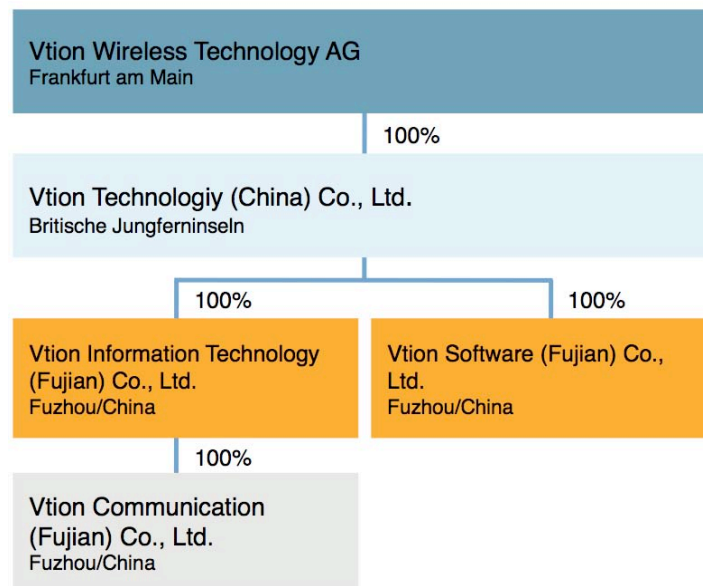 Vtion Wireless Technology AG
Frankfurt am Main
100%
Vtion Technologiy (China) Co., Ltd.
Britische Jungferninseln
100%
100%
Vtion Information Technology
(Fujian) Co., Ltd.
Fuzhou/China
Vtion Software (Fujian) Co.,
Ltd.
Fuzhou/China
100%
Vtion Communication
(Fujian) Co., Ltd.
Fuzhou/China